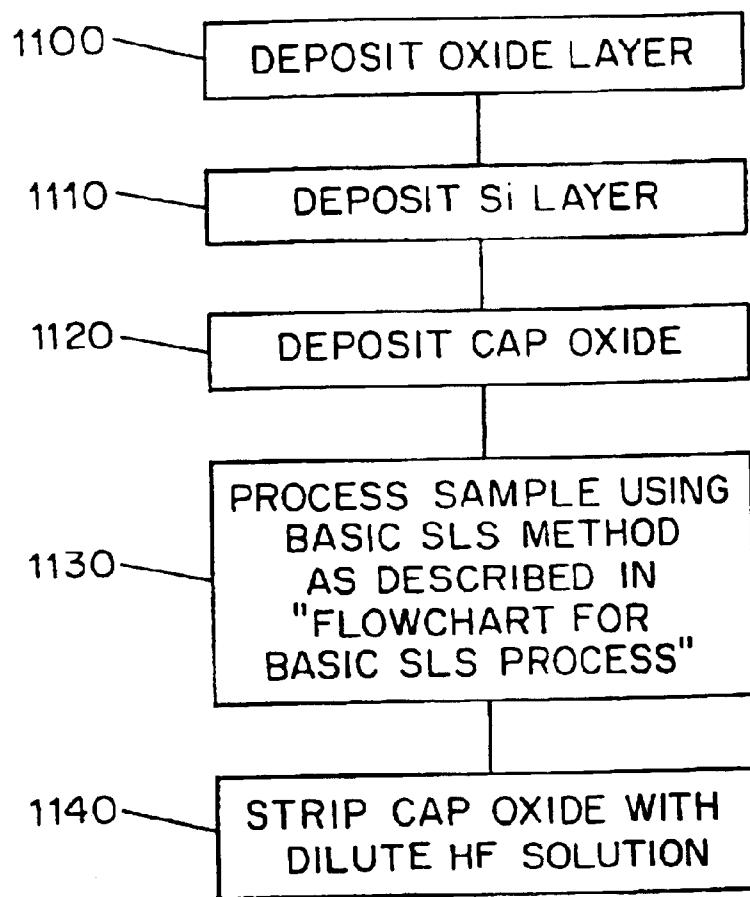 1100
DEPOSIT OXIDE LAYER
1110
DEPOSIT Si LAYER
1120
DEPOSIT CAP OXIDE
1130
PROCESS SAMPLE USING
BASIC SLS METHOD
AS DESCRIBED IN
"FLOWCHART FOR
BASIC SLS PROCESS"
1140
STRIP CAP OXIDE WITH
DILUTE HF SOLUTION